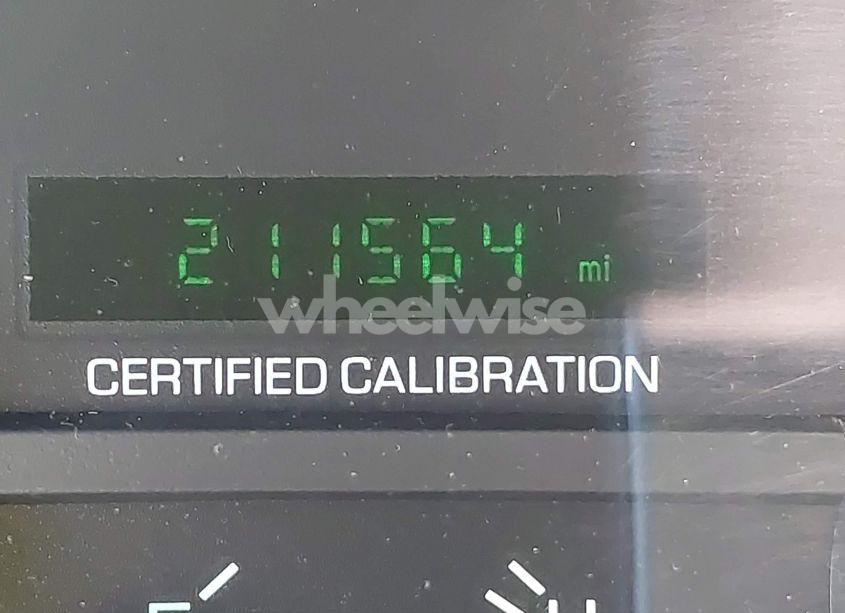 211564 mi
wheelwise
CERTIFIED CALIBRATION
F H